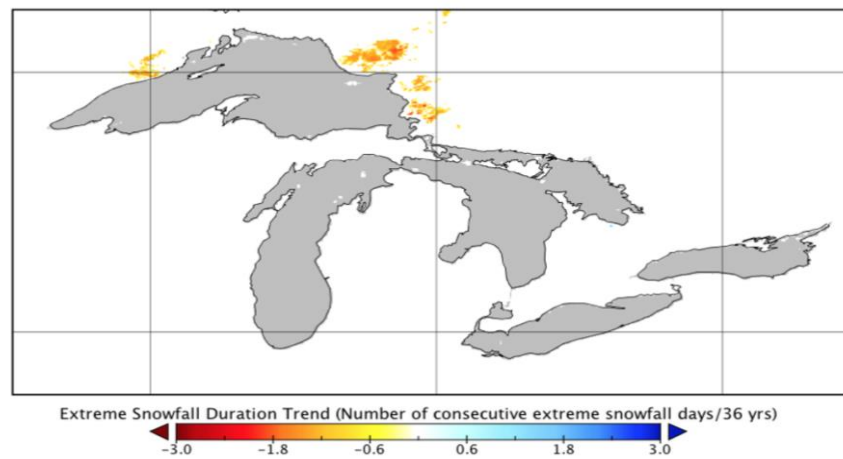 Extreme Snowfall Duration Trend (Number of consecutive extreme snowfall days/36 yrs)
−3.0 −1.8 −0.6 0.6 1.8 3.0